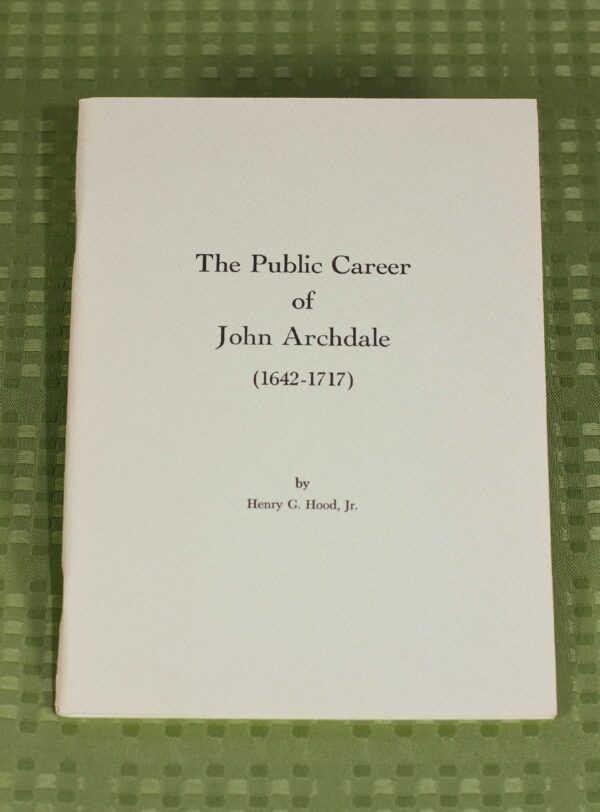 The Public Career
of
John Archdale
(1642-1717)
by
Henry G. Hood, Jr.